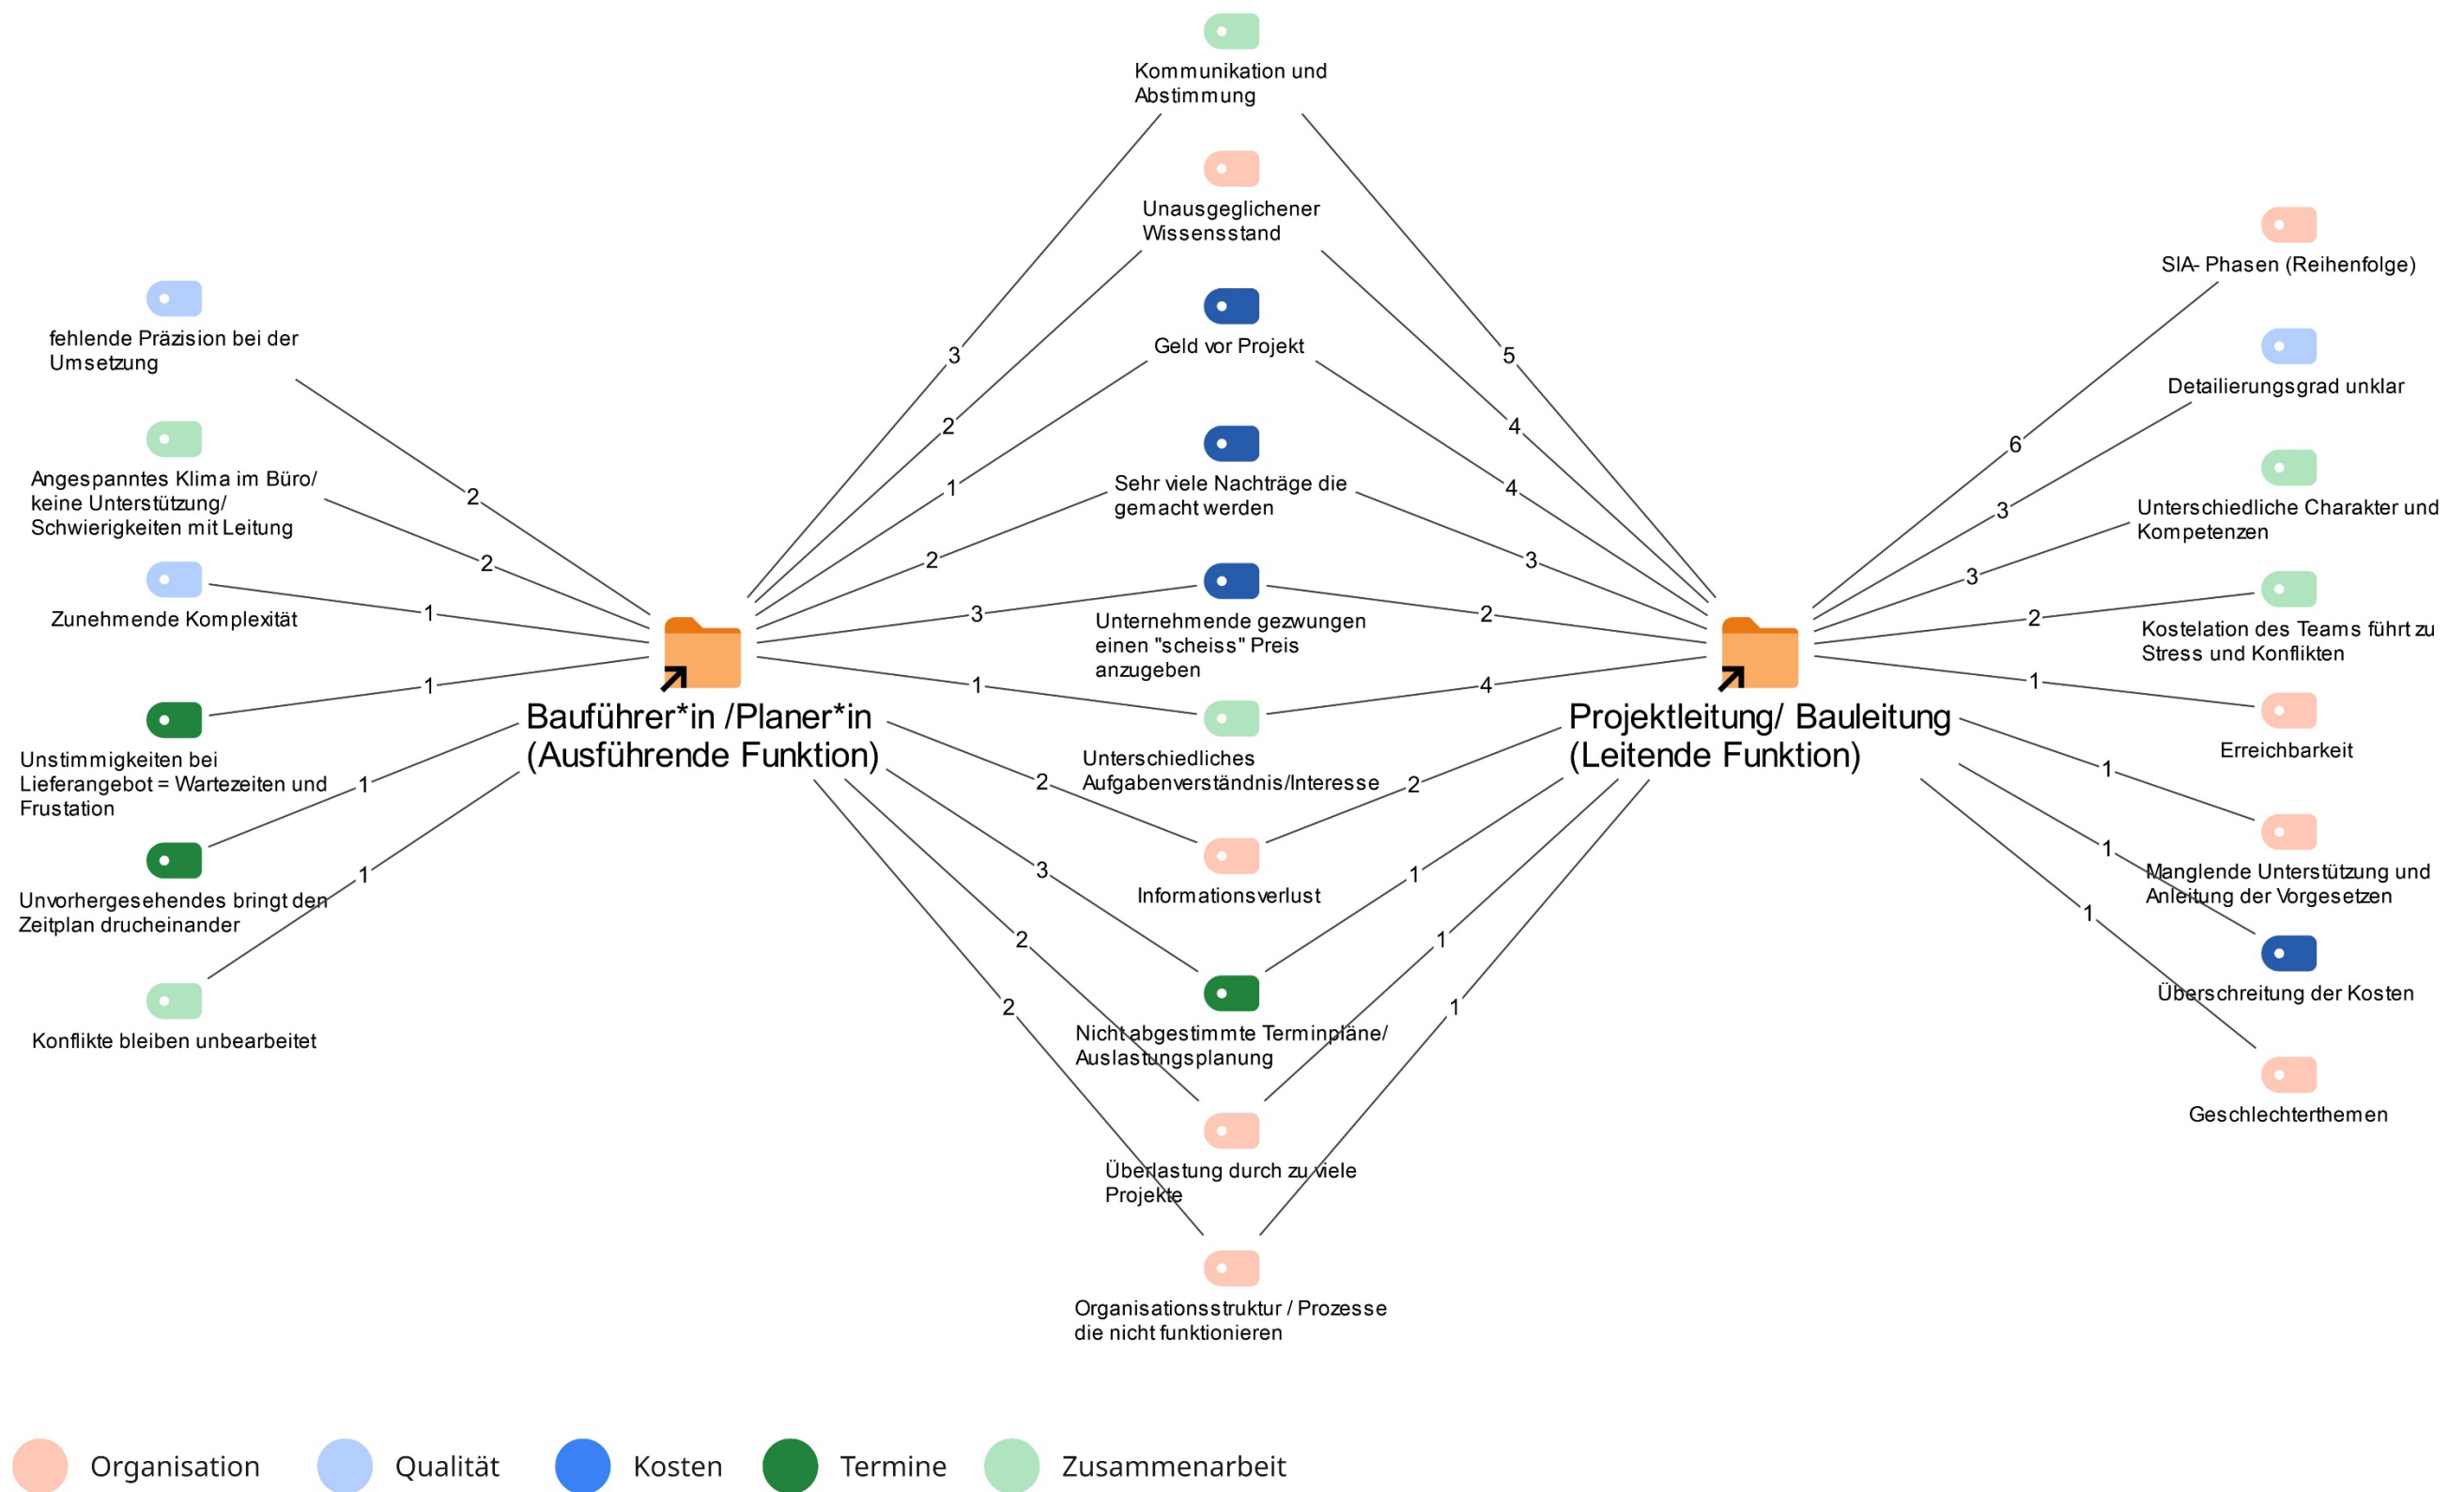 Kommunikation und
Abstimmung
Unausgeglichener
Wissensstand
Geld vor Projekt
Sehr viele Nachträge die
gemacht werden
Unternehmende gezwungen
einen "scheiss" Preis
anzugeben
Unterschiedliches
Aufgabenverständnis/Interesse
Informationsverlust
Nicht abgestimmte Terminpläne/
Auslastungsplanung
Überlastung durch zu viele
Projekte
Organisationsstruktur / Prozesse
die nicht funktionieren
fehlende Präzision bei der
Umsetzung
Angespanntes Klima im Büro/
keine Unterstützung/
Schwierigkeiten mit Leitung
Zunehmende Komplexität
Unstimmigkeiten bei
Lieferangebot = Wartezeiten und
Frustation
Unvorhergesehendes bringt den
Zeitplan drucheinander
Konflikte bleiben unbearbeitet
2
2
1
1
1
1
Bauführer*in /Planer*in
(Ausführende Funktion)
3
2
1
2
3
1
2
3
2
2
5
4
4
3
2
4
2
1
1
1
Projektleitung/ Bauleitung
(Leitende Funktion)
6
3
3
2
1
1
1
1
SIA- Phasen (Reihenfolge)
Detailierungsgrad unklar
Unterschiedliche Charakter und
Kompetenzen
Kostelation des Teams führt zu
Stress und Konflikten
Erreichbarkeit
Manglende Unterstützung und
Anleitung der Vorgesetzen
Überschreitung der Kosten
Geschlechterthemen
Organisation
Qualität
Kosten
Termine
Zusammenarbeit